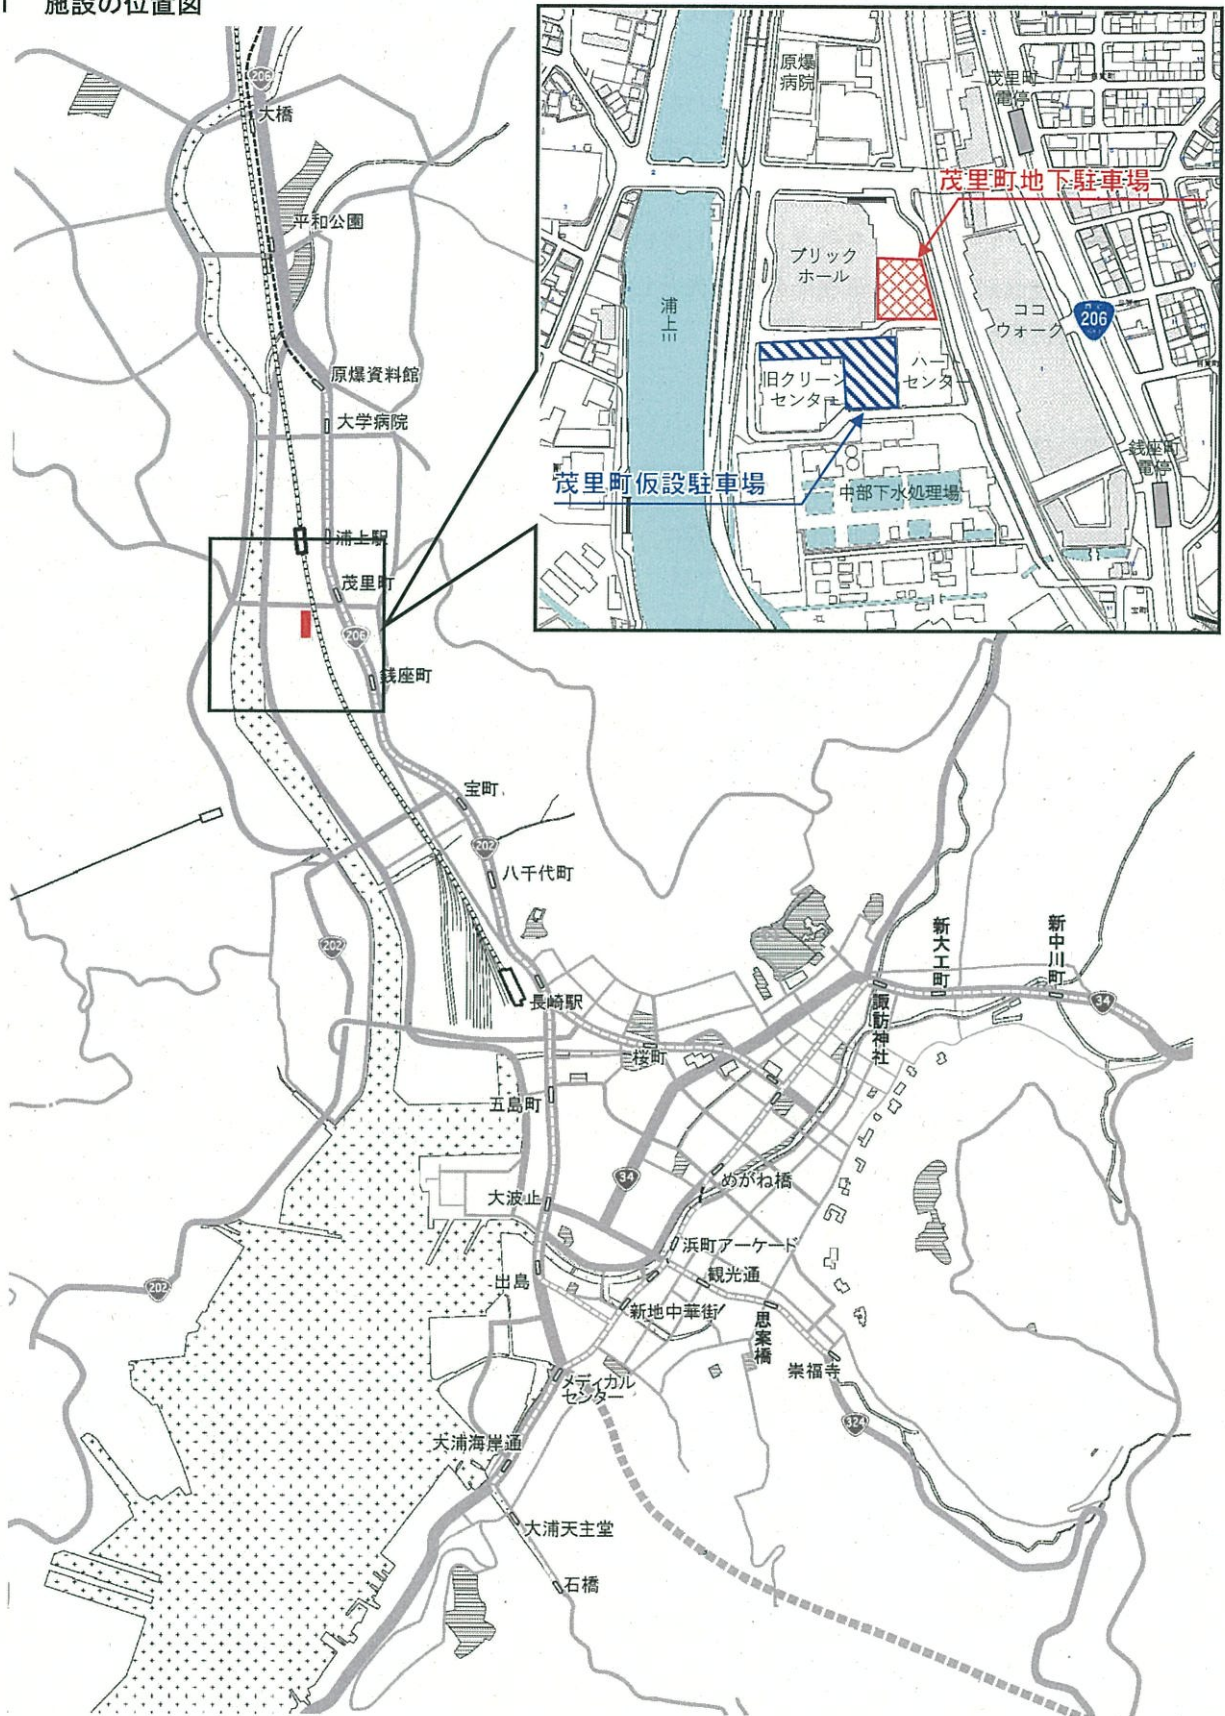 1 施設の位置図
206
大橋
平和公園
原爆資料館
大学病院
浦上駅
茂里町
206
銭座町
原爆
病院
茂里町
電停
茂里町地下駐車場
ブリック
ホール
浦上川
ココ
ウォーク
206
旧クリーン
センター
ハート
センター
茂里町仮設駐車場
中部下水処理場
銭座町
電停
宝町
宝町
202
八千代町
202
長崎駅
新大工町
新中川町
34
諏訪神社
桜町
五島町
34
めがね橋
大波止
浜町アーケード
202
出島
観光通
新地中華街
思案橋
崇福寺
メディカル
センター
324
大浦海岸通
大浦天主堂
石橋